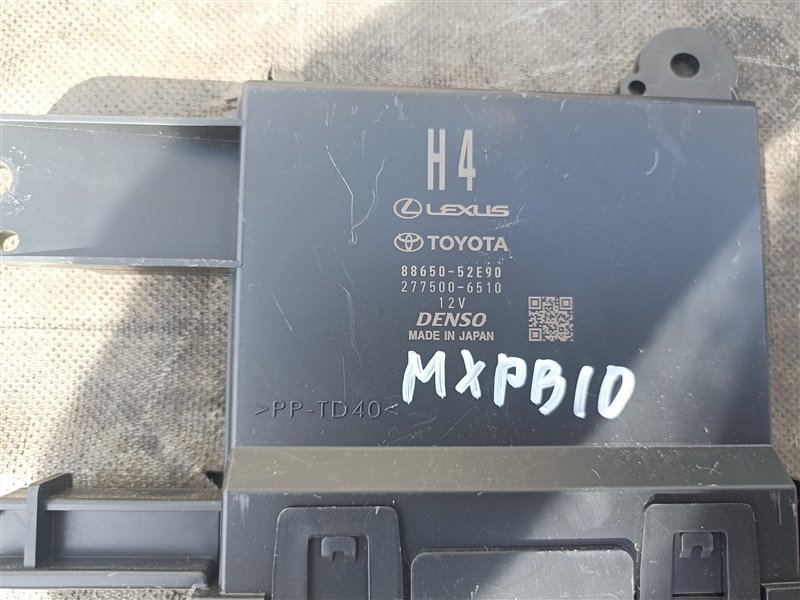 H4
LEXUS
TOYOTA
88650-52E90
277500-6510
12V
DENSO
MADE IN JAPAN
MXPB10
>PP-TD40<